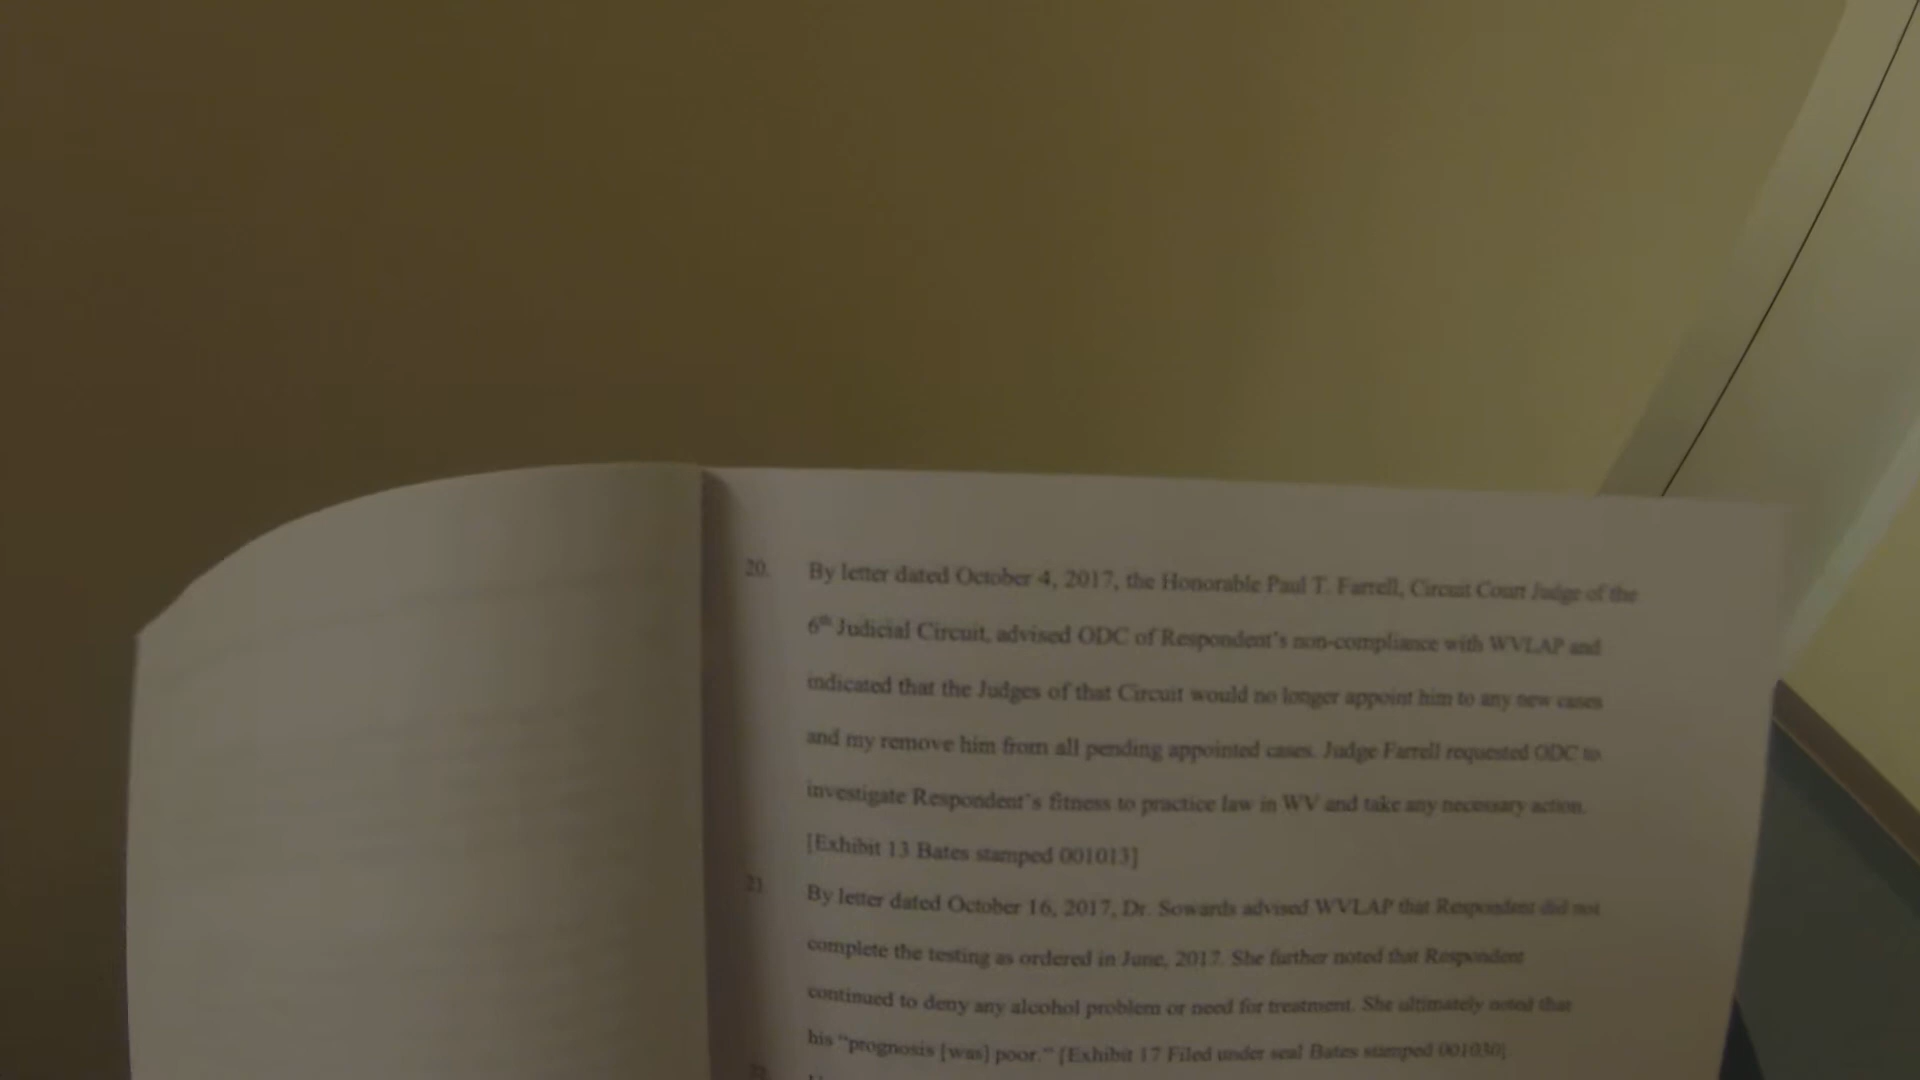 20. By letter dated October 4, 2017, the Honorable Paul T. Farrell, Circuit Court Judge of the
6th Judicial Circuit, advised ODC of Respondent's non-compliance with WVLAP and
indicated that the Judges of that Circuit would no longer appoint him to any new cases
and my remove him from all pending appointed cases. Judge Farrell requested ODC to
investigate Respondent's fitness to practice law in WV and take any necessary action.
[Exhibit 13 Bates stamped 001013]
21. By letter dated October 16, 2017, Dr. Sowards advised WVLAP that Respondent did not
complete the testing as ordered in June, 2017. She further noted that Respondent
continued to deny any alcohol problem or need for treatment. She ultimately noted that
his "prognosis [was] poor." [Exhibit 17 Filed under seal Bates stamped 001030].
22.